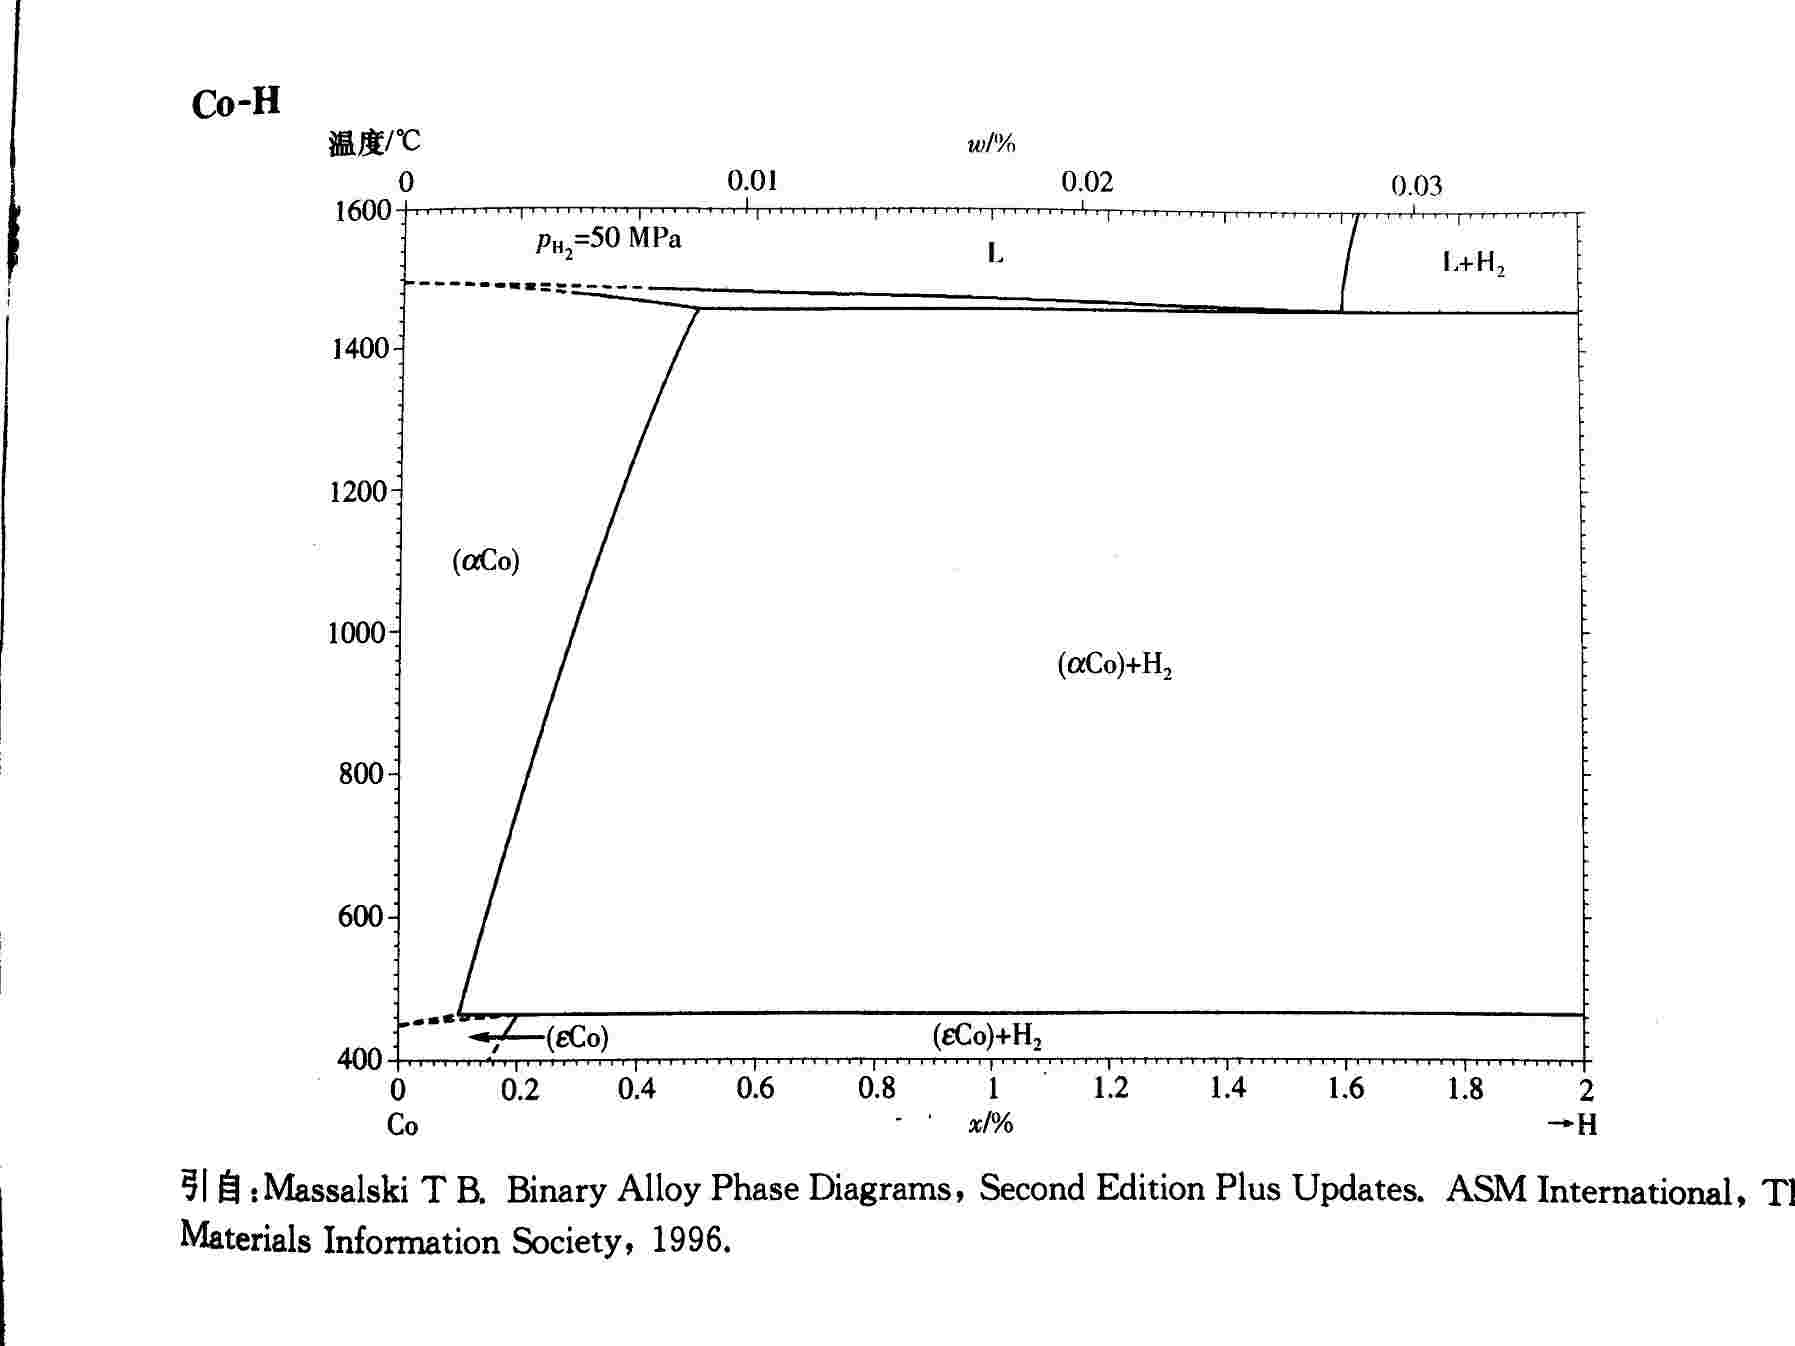 Co-H
温度/℃
w/%
0 0.01 0.02 0.03
1600
pH2=50 MPa
L
L+H2
1400
1200
(αCo)
1000
(αCo)+H2
800
600
(εCo)
(εCo)+H2
400
0 0.2 0.4 0.6 0.8 1 1.2 1.4 1.6 1.8 2
Co
x/%
→H
引自:Massalski T B. Binary Alloy Phase Diagrams, Second Edition Plus Updates. ASM International,
Materials Information Society, 1996.